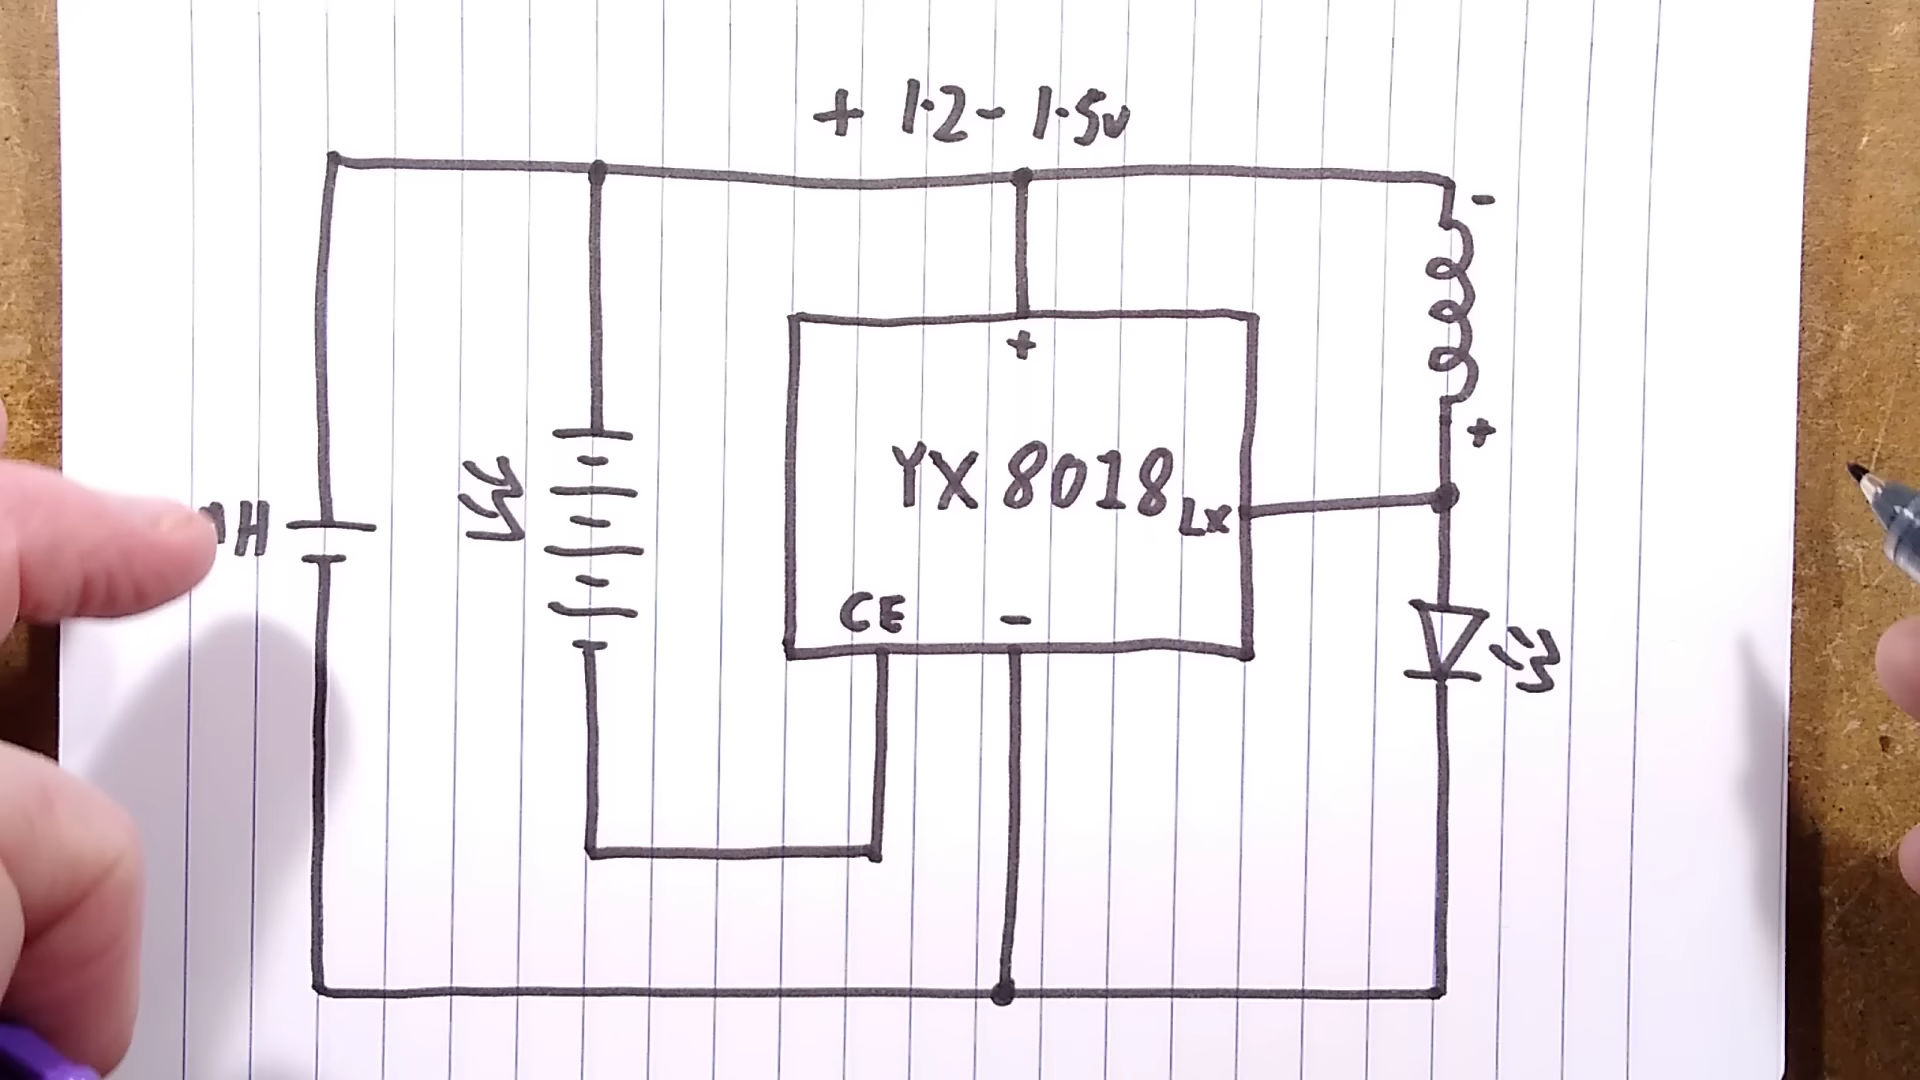 + 1.2 - 1.5v
-
+
YX 8018
LX
+
H
CE
-